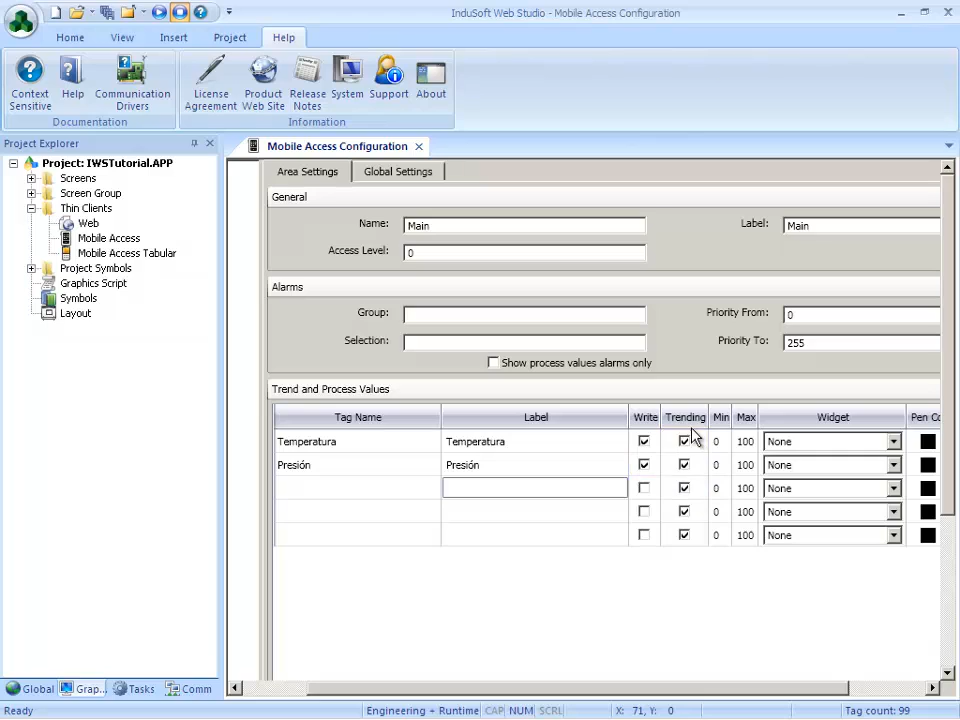 InduSoft Web Studio - Mobile Access Configuration
Home View Insert Project Help
Context Sensitive
Help
Communication Drivers
License Agreement
Product Web Site
Release Notes
System
Support
About
Documentation
Information
Project Explorer
Project: IWSTutorial.APP
Screens
Screen Group
Thin Clients
Web
Mobile Access
Mobile Access Tabular
Project Symbols
Graphics Script
Symbols
Layout
Global Grap... Tasks Comm
Mobile Access Configuration
Area Settings Global Settings
General
Name: Main Label: Main
Access Level: 0
Alarms
Group: Priority From: 0
Selection: Priority To: 255
Show process values alarms only
Trend and Process Values
Tag Name Label Write Trending Min Max Widget Pen Co
Temperatura Temperatura 0 100 None
Presión Presión 0 100 None
0 100 None
0 100 None
0 100 None
Ready Engineering + Runtime CAP NUM SCRL X: 71, Y: 0 Tag count: 99